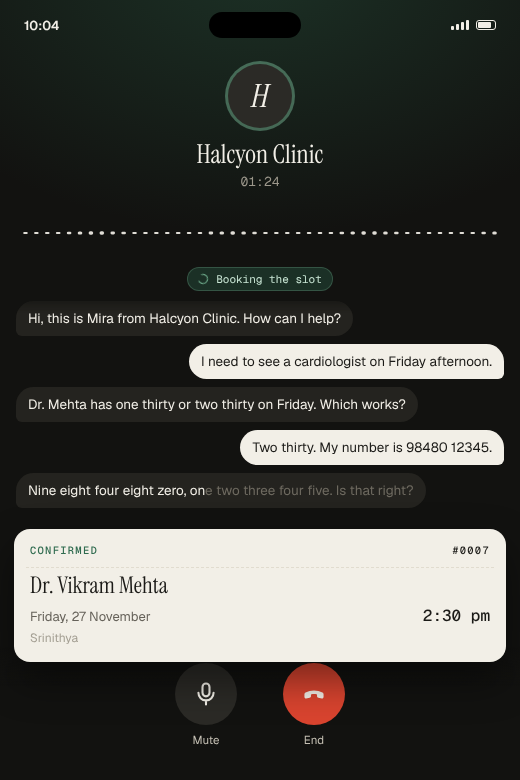 10:04
H
Halcyon Clinic
01:24
Booking the slot
Hi, this is Mira from Halcyon Clinic. How can I help?
I need to see a cardiologist on Friday afternoon.
Dr. Mehta has one thirty or two thirty on Friday. Which works?
Two thirty. My number is 98480 12345.
Nine eight four eight zero, one two three four five. Is that right?
CONFIRMED #0007
Dr. Vikram Mehta
Friday, 27 November 2:30 pm
Srinithya
Mute End